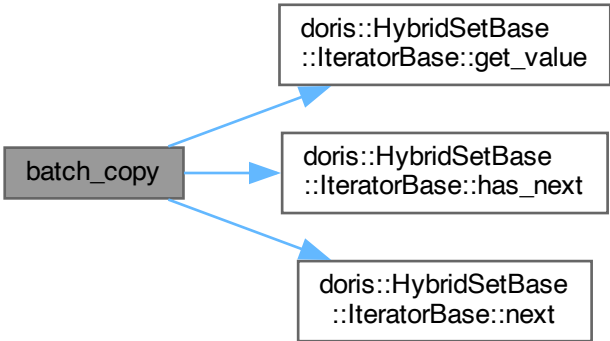 doris::HybridSetBase
::IteratorBase::get_value
batch_copy
doris::HybridSetBase
::IteratorBase::has_next
doris::HybridSetBase
::IteratorBase::next